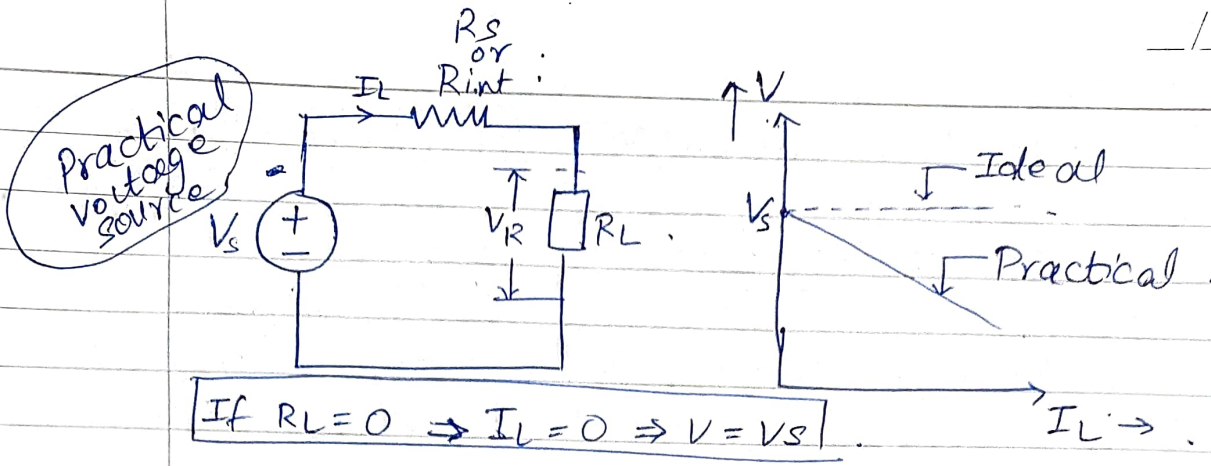 Rs
or
Rint :
IL
Practical
voltage
source
Vs
+
−
VR
RL .
↑ V
Ideal
Vs
Practical .
IL → .
If RL = 0 ⇒ IL = 0 ⇒ V = VS .